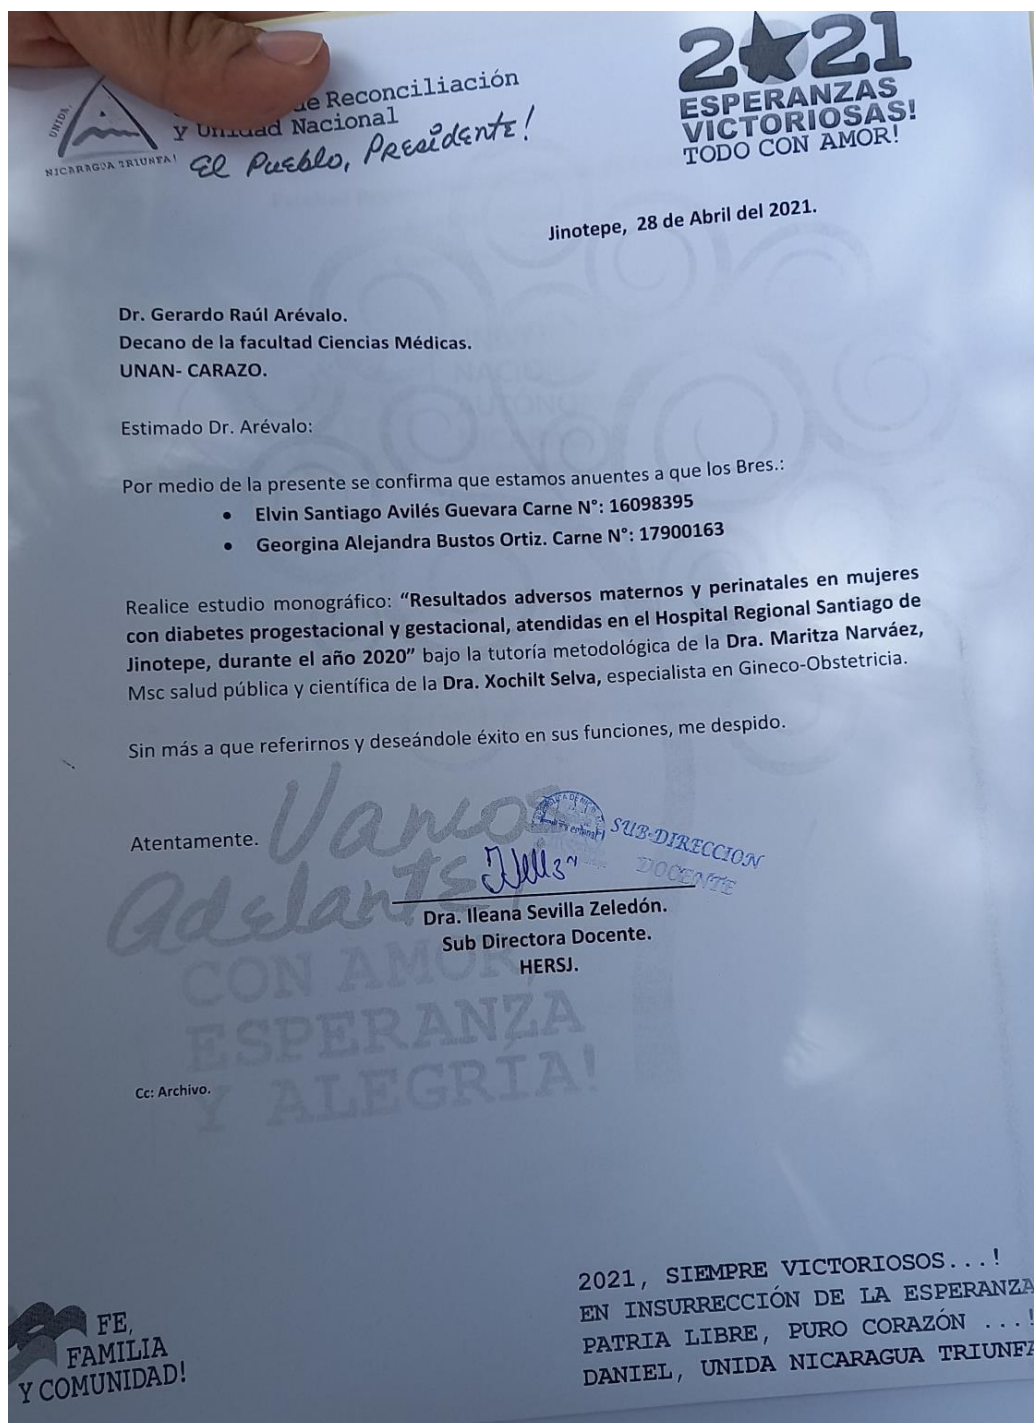 UNIDA,
NICARAGUA TRIUNFA!
de Reconciliación
y Unidad Nacional
El Pueblo, Presidente!
2021
ESPERANZAS
VICTORIOSAS!
TODO CON AMOR!
Jinotepe, 28 de Abril del 2021.
Dr. Gerardo Raúl Arévalo.
Decano de la facultad Ciencias Médicas.
UNAN- CARAZO.
Estimado Dr. Arévalo:
Por medio de la presente se confirma que estamos anuentes a que los Bres.:
• Elvin Santiago Avilés Guevara Carne N°: 16098395
• Georgina Alejandra Bustos Ortiz. Carne N°: 17900163
Realice estudio monográfico: “Resultados adversos maternos y perinatales en mujeres
con diabetes progestacional y gestacional, atendidas en el Hospital Regional Santiago de
Jinotepe, durante el año 2020” bajo la tutoría metodológica de la Dra. Maritza Narváez,
Msc salud pública y científica de la Dra. Xochilt Selva, especialista en Gineco-Obstetricia.
Sin más a que referirnos y deseándole éxito en sus funciones, me despido.
Atentamente.
Vamos
adelante,
CON AMOR,
ESPERANZA
Y ALEGRÍA!
SUB-DIRECCION
DOCENTE
Dra. Ileana Sevilla Zeledón.
Sub Directora Docente.
HERSJ.
Cc: Archivo.
FE,
FAMILIA
Y COMUNIDAD!
2021, SIEMPRE VICTORIOSOS...!
EN INSURRECCIÓN DE LA ESPERANZA
PATRIA LIBRE, PURO CORAZÓN ...!
DANIEL, UNIDA NICARAGUA TRIUNFA